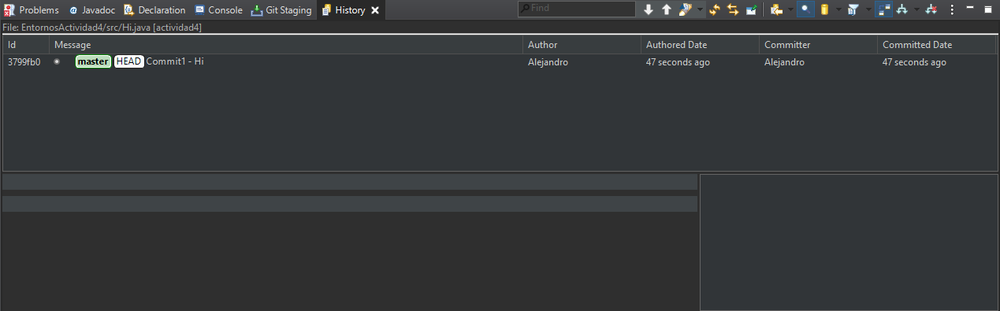 Problems @ Javadoc Declaration Console Git Staging History
Find
File: EntornosActividad4/src/Hi.java [actividad4]
Id Message Author Authored Date Committer Committed Date
3799fb0 master HEAD Commit1 - Hi Alejandro 47 seconds ago Alejandro 47 seconds ago